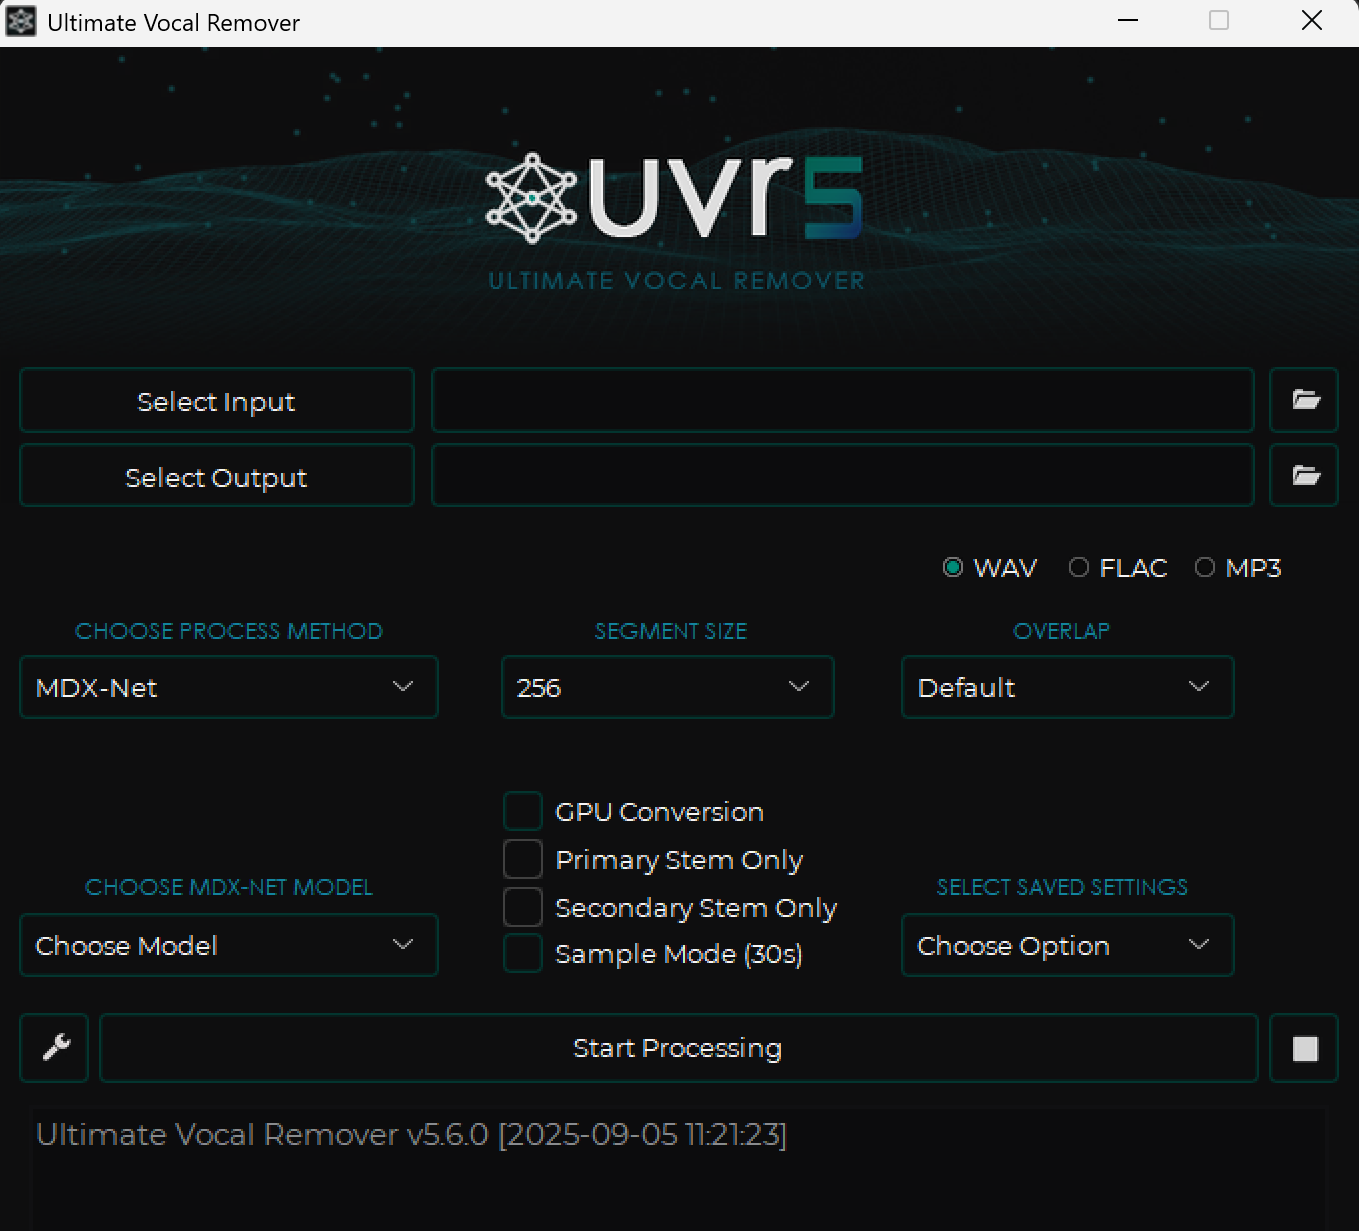 Ultimate Vocal Remover
uvr5
ULTIMATE VOCAL REMOVER
Select Input
Select Output
WAV FLAC MP3
CHOOSE PROCESS METHOD SEGMENT SIZE OVERLAP
MDX-Net 256 Default
GPU Conversion
Primary Stem Only
CHOOSE MDX-NET MODEL Secondary Stem Only SELECT SAVED SETTINGS
Choose Model Sample Mode (30s) Choose Option
Start Processing
Ultimate Vocal Remover v5.6.0 [2025-09-05 11:21:23]